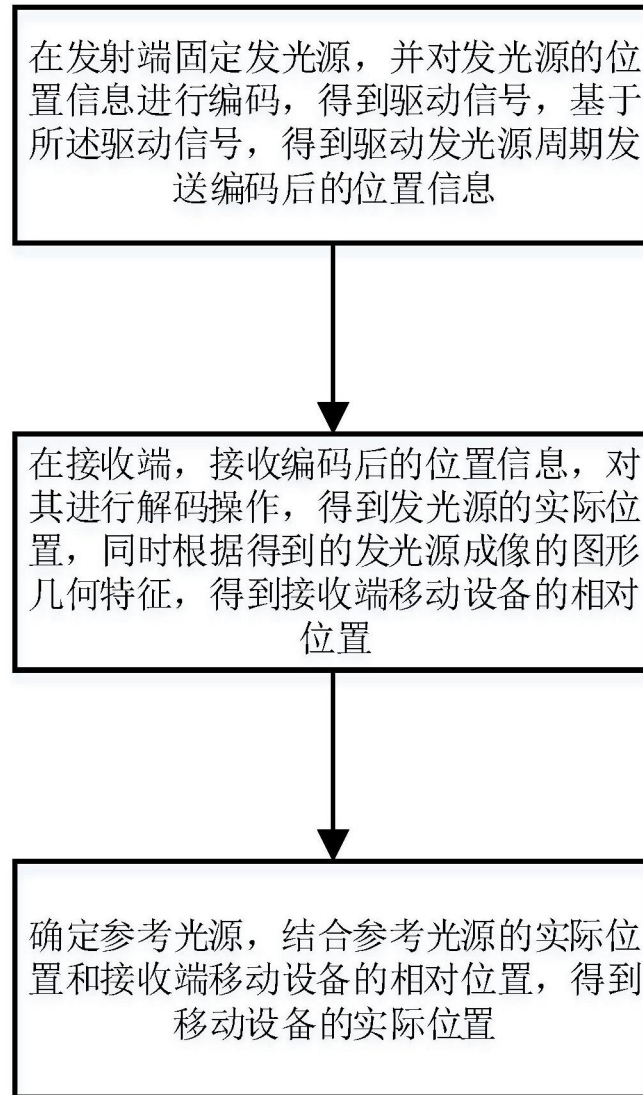 在发射端固定发光源，并对发光源的位
置信息进行编码，得到驱动信号，基于
所述驱动信号，得到驱动发光源周期发
送编码后的位置信息
在接收端，接收编码后的位置信息，对
其进行解码操作，得到发光源的实际位
置，同时根据得到的发光源成像的图形
几何特征，得到接收端移动设备的相对
位置
确定参考光源，结合参考光源的实际位
置和接收端移动设备的相对位置，得到
移动设备的实际位置